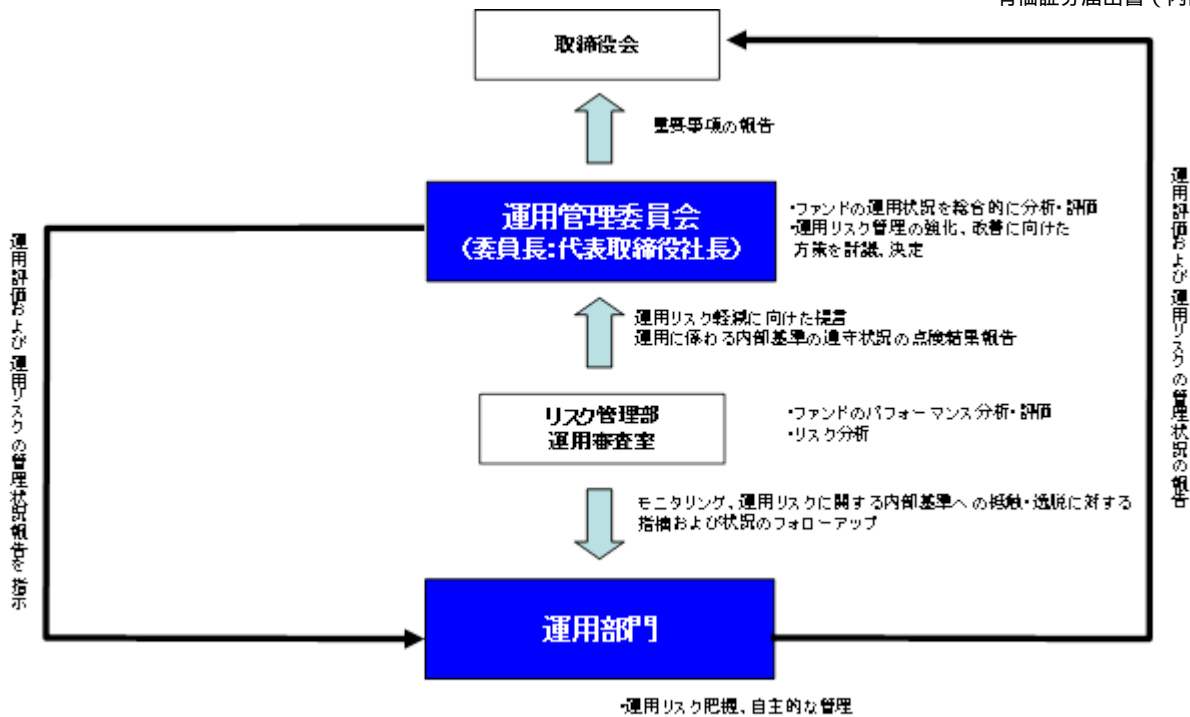 有価証券届出書（内
取締役会
重要事項の報告
運用管理委員会
（委員長：代表取締役社長）
・ファンドの運用状況を総合的に分析・評価
・運用リスク管理の強化、改善に向けた
方策を討議、決定
運用評価および運用リスクの管理状況報告を指示
運用評価および運用リスクの管理状況の報告
運用リスク軽減に向けた提言
運用に係わる内部基準の遵守状況の点検結果報告
リスク管理部
運用審査室
・ファンドのパフォーマンス分析・評価
・リスク分析
モニタリング、運用リスクに関する内部基準への抵触・逸脱に対する
指摘および状況のフォローアップ
運用部門
・運用リスク把握、自主的な管理